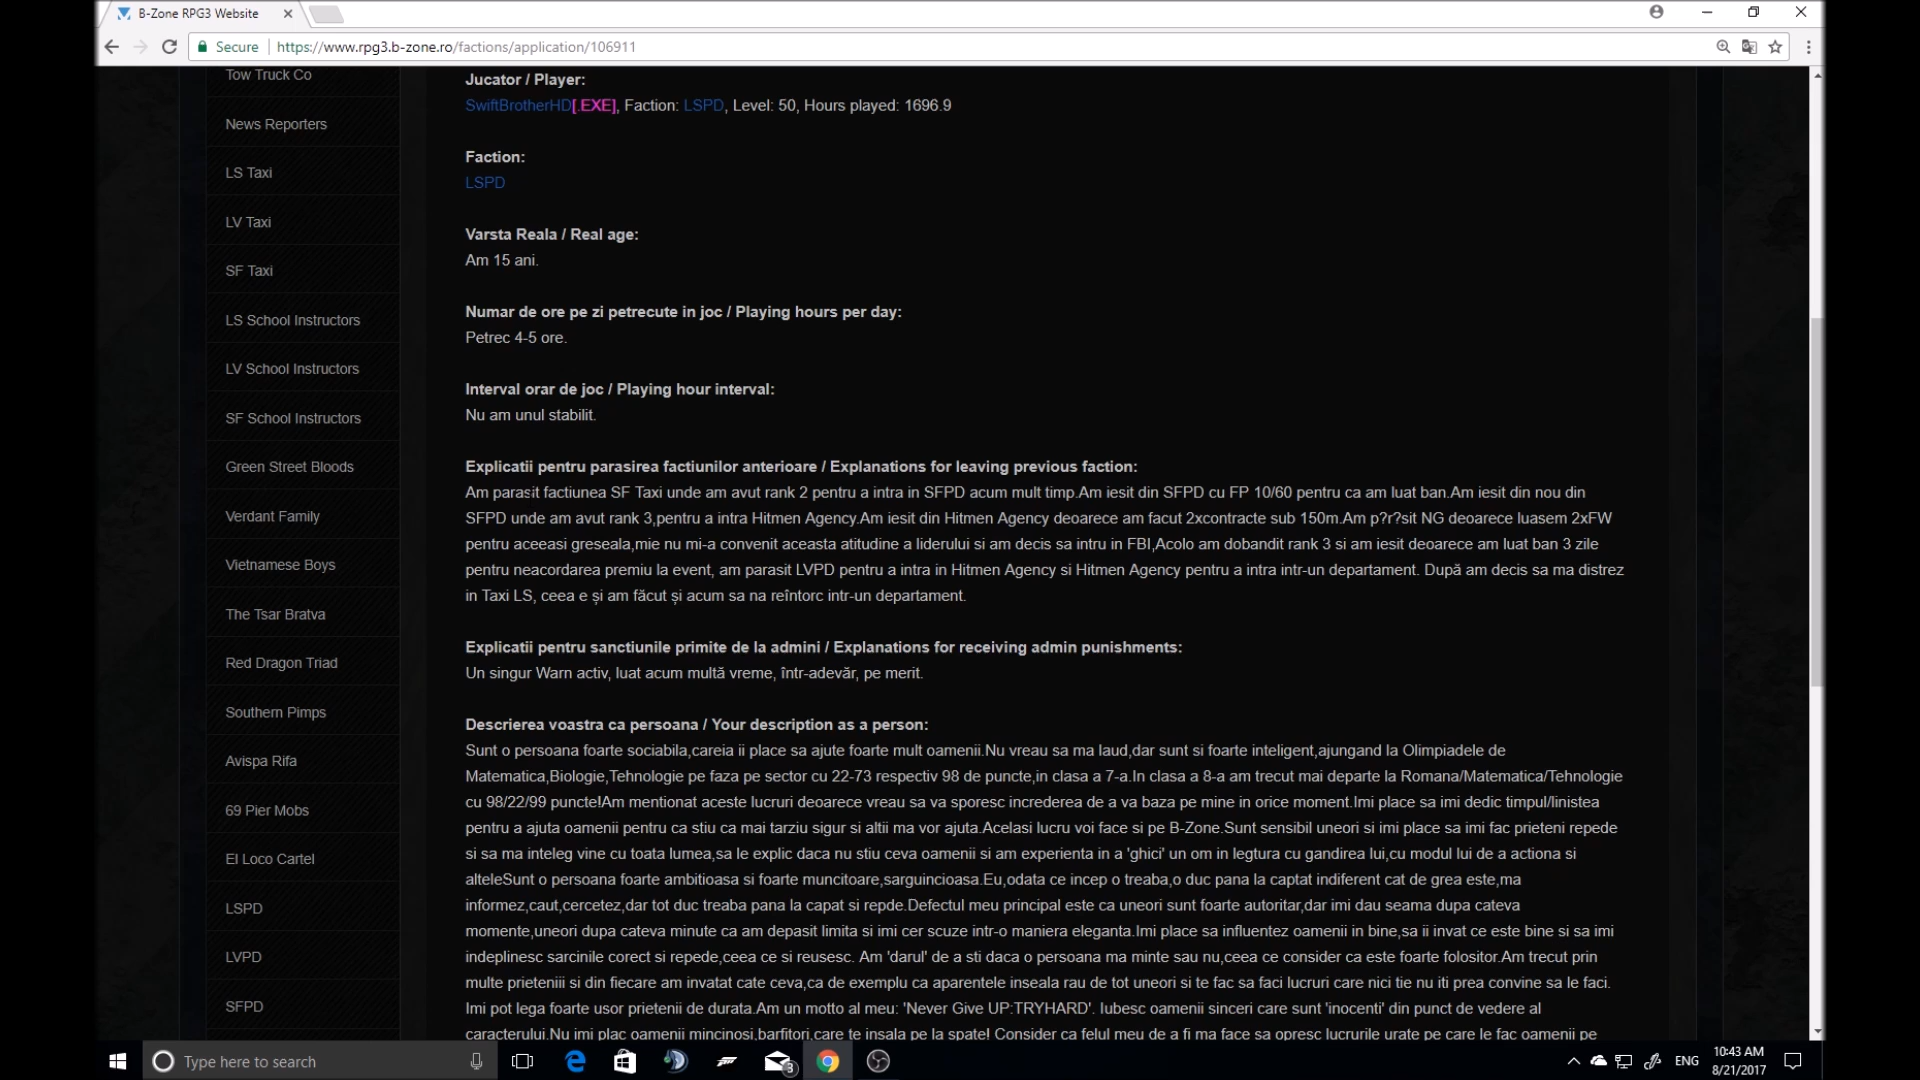 B-Zone RPG3 Website
Secure
https://www.rpg3.b-zone.ro/factions/application/106911
Tow Truck Co
News Reporters
LS Taxi
LV Taxi
SF Taxi
LS School Instructors
LV School Instructors
SF School Instructors
Green Street Bloods
Verdant Family
Vietnamese Boys
The Tsar Bratva
Red Dragon Triad
Southern Pimps
Avispa Rifa
69 Pier Mobs
El Loco Cartel
LSPD
LVPD
SFPD
Jucator / Player:
SwiftBrotherHD[.EXE], Faction: LSPD, Level: 50, Hours played: 1696.9
Faction:
LSPD
Varsta Reala / Real age:
Am 15 ani.
Numar de ore pe zi petrecute in joc / Playing hours per day:
Petrec 4-5 ore.
Interval orar de joc / Playing hour interval:
Nu am unul stabilit.
Explicatii pentru parasirea factiunilor anterioare / Explanations for leaving previous faction:
Am parasit factiunea SF Taxi unde am avut rank 2 pentru a intra in SFPD acum mult timp.Am iesit din SFPD cu FP 10/60 pentru ca am luat ban.Am iesit din nou din
SFPD unde am avut rank 3,pentru a intra Hitmen Agency.Am iesit din Hitmen Agency deoarece am facut 2xcontracte sub 150m.Am p?r?sit NG deoarece luasem 2xFW
pentru aceeasi greseala,mie nu mi-a convenit aceasta atitudine a liderului si am decis sa intru in FBI,Acolo am dobandit rank 3 si am iesit deoarece am luat ban 3 zile
pentru neacordarea premiu la event, am parasit LVPD pentru a intra in Hitmen Agency si Hitmen Agency pentru a intra intr-un departament. După am decis sa ma distrez
in Taxi LS, ceea e și am făcut și acum sa na reîntorc intr-un departament.
Explicatii pentru sanctiunile primite de la admini / Explanations for receiving admin punishments:
Un singur Warn activ, luat acum multă vreme, într-adevăr, pe merit.
Descrierea voastra ca persoana / Your description as a person:
Sunt o persoana foarte sociabila,careia ii place sa ajute foarte mult oamenii.Nu vreau sa ma laud,dar sunt si foarte inteligent,ajungand la Olimpiadele de
Matematica,Biologie,Tehnologie pe faza pe sector cu 22-73 respectiv 98 de puncte,in clasa a 7-a.In clasa a 8-a am trecut mai departe la Romana/Matematica/Tehnologie
cu 98/22/99 puncte!Am mentionat aceste lucruri deoarece vreau sa va sporesc increderea de a va baza pe mine in orice moment.Imi place sa imi dedic timpul/linistea
pentru a ajuta oamenii pentru ca stiu ca mai tarziu sigur si altii ma vor ajuta.Acelasi lucru voi face si pe B-Zone.Sunt sensibil uneori si imi place sa imi fac prieteni repede
si sa ma inteleg vine cu toata lumea,sa le explic daca nu stiu ceva oamenii si am experienta in a 'ghici' un om in legtura cu gandirea lui,cu modul lui de a actiona si
alteleSunt o persoana foarte ambitioasa si foarte muncitoare,sarguincioasa.Eu,odata ce incep o treaba,o duc pana la captat indiferent cat de grea este,ma
informez,caut,cercetez,dar tot duc treaba pana la capat si repde.Defectul meu principal este ca uneori sunt foarte autoritar,dar imi dau seama dupa cateva
momente,uneori dupa cateva minute ca am depasit limita si imi cer scuze intr-o maniera eleganta.Imi place sa influentez oamenii in bine,sa ii invat ce este bine si sa imi
indeplinesc sarcinile corect si repede,ceea ce si reusesc. Am 'darul' de a sti daca o persoana ma minte sau nu,ceea ce consider ca este foarte folositor.Am trecut prin
multe prieteniii si din fiecare am invatat cate ceva,ca de exemplu ca aparentele inseala rau de tot uneori si te fac sa faci lucruri care nici tie nu iti prea convine sa le faci.
Imi pot lega foarte usor prietenii de durata.Am un motto al meu: 'Never Give UP:TRYHARD'. Iubesc oamenii sinceri care sunt 'inocenti' din punct de vedere al
caracterului.Nu imi plac oamenii mincinosi,barfitori,care te insala pe la spate! Consider ca felul meu de a fi ma face sa opresc lucrurile urate pe care le fac oamenii pe
Type here to search
3
ENG
10:43 AM
8/21/2017